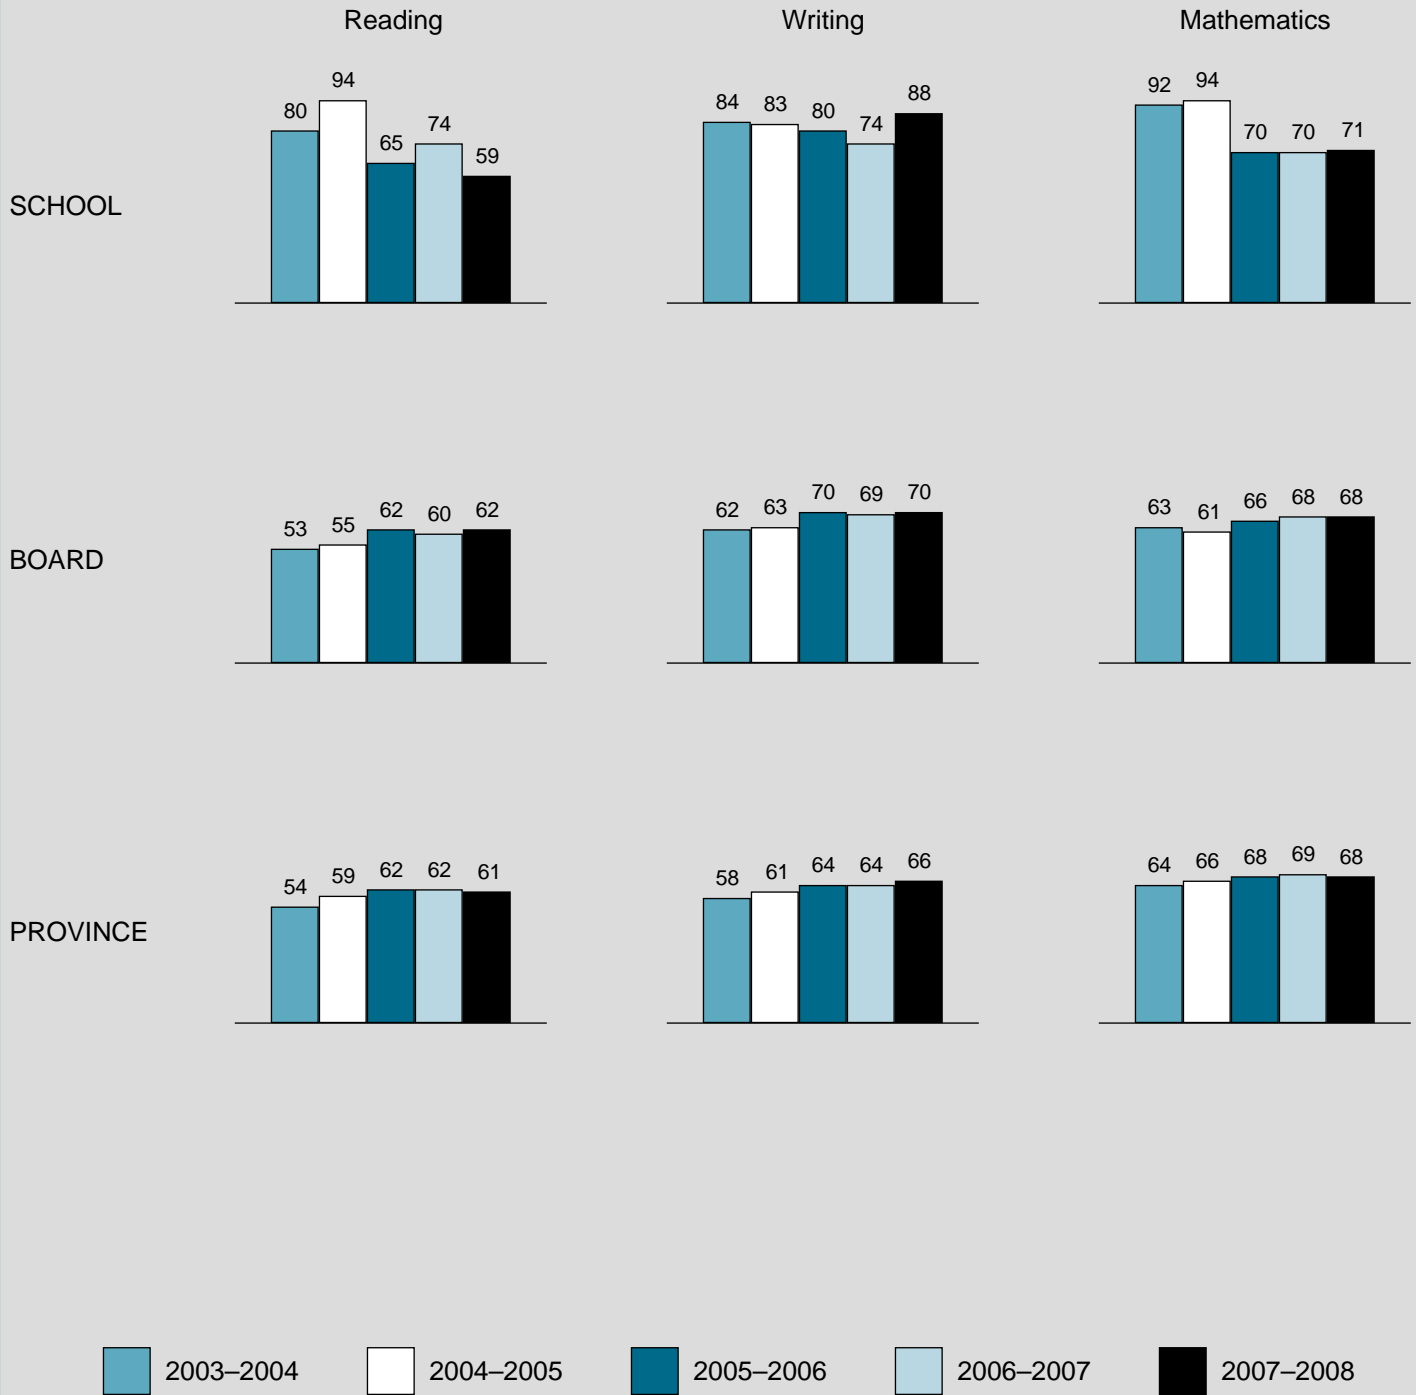 Reading Writing Mathematics
SCHOOL
80 94 65 74 59
84 83 80 74 88
92 94 70 70 71
BOARD
53 55 62 60 62
62 63 70 69 70
63 61 66 68 68
PROVINCE
54 59 62 62 61
58 61 64 64 66
64 66 68 69 68
2003–2004 2004–2005 2005–2006 2006–2007 2007–2008